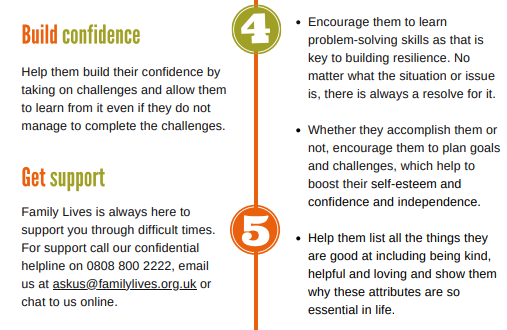 Build confidence
Help them build their confidence by
taking on challenges and allow them
to learn from it even if they do not
manage to complete the challenges.
Get support
Family Lives is always here to
support you through difficult times.
For support call our confidential
helpline on 0808 800 2222, email
us at askus@familylives.org.uk or
chat to us online.
4
5
• Encourage them to learn
problem-solving skills as that is
key to building resilience. No
matter what the situation or issue
is, there is always a resolve for it.
• Whether they accomplish them or
not, encourage them to plan goals
and challenges, which help to
boost their self-esteem and
confidence and independence.
• Help them list all the things they
are good at including being kind,
helpful and loving and show them
why these attributes are so
essential in life.